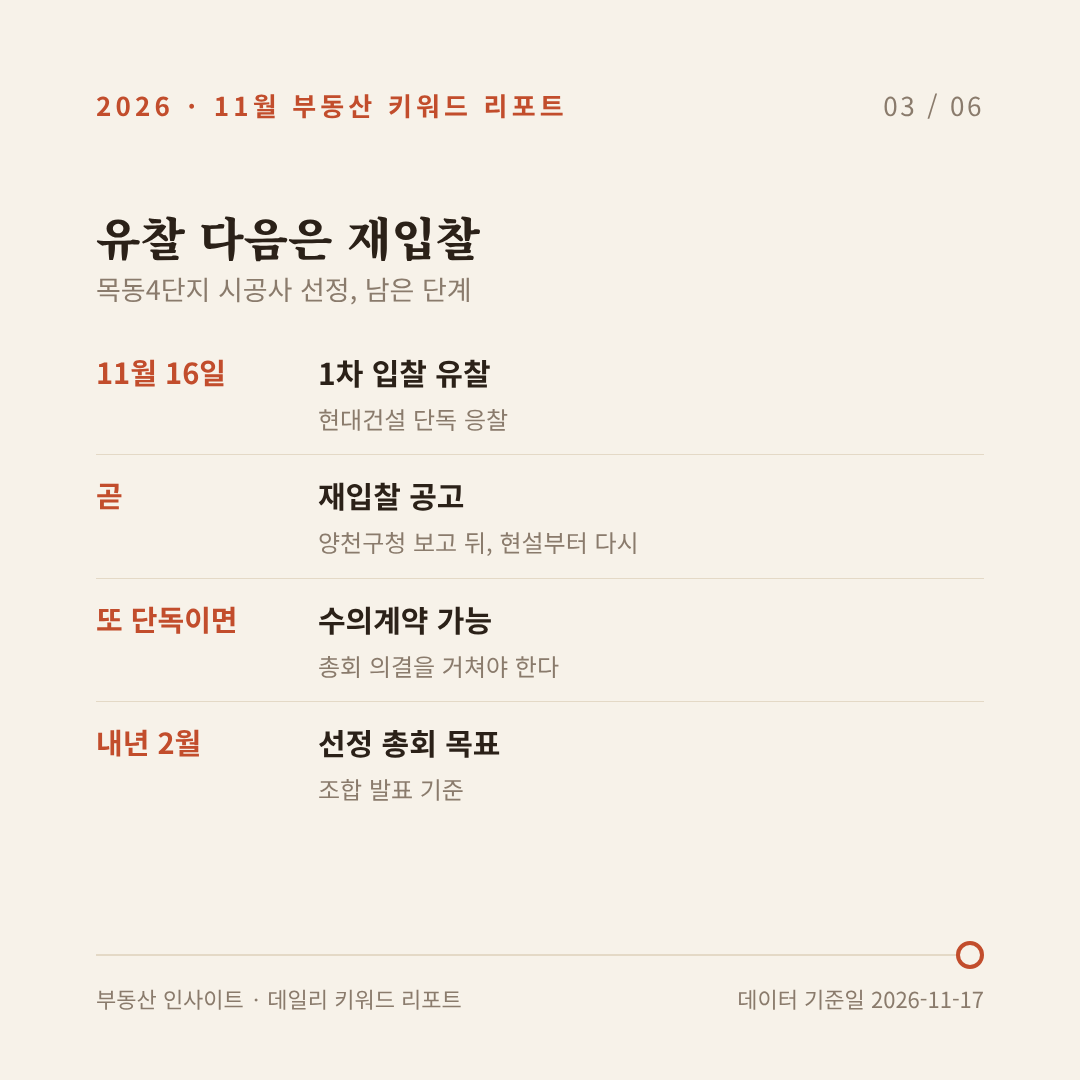 2026 · 11월 부동산 키워드 리포트
03 / 06
유찰 다음은 재입찰
목동4단지 시공사 선정, 남은 단계
11월 16일
1차 입찰 유찰
현대건설 단독 응찰
곧
재입찰 공고
양천구청 보고 뒤, 현설부터 다시
또 단독이면
수의계약 가능
총회 의결을 거쳐야 한다
내년 2월
선정 총회 목표
조합 발표 기준
부동산 인사이트 · 데일리 키워드 리포트
데이터 기준일 2026-11-17